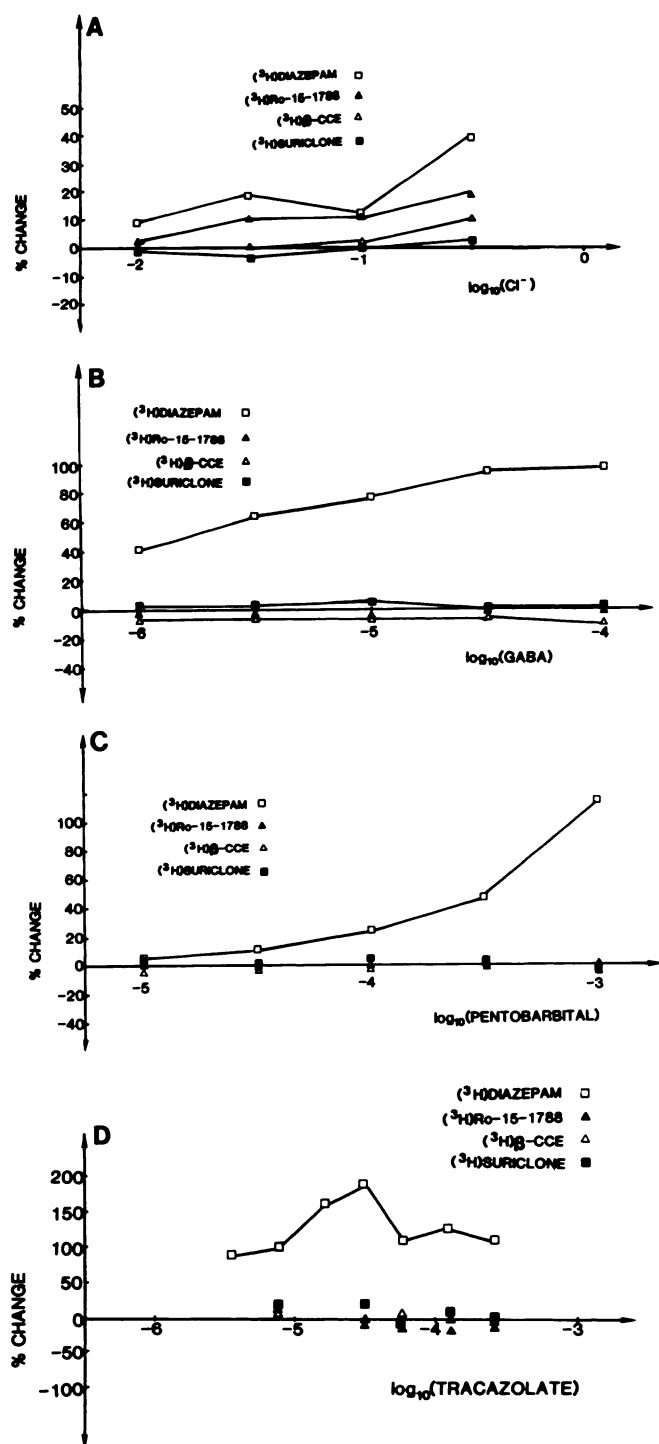 A
(³H)DIAZEPAM □
(³H)Ro-15-1788 ▲
(³H)β-CCE △
(³H)SURICLONE ■
% CHANGE
50
40
30
20
10
0
-10
-20
-2
-1
0
log₁₀(Cl⁻)
B
(³H)DIAZEPAM □
(³H)Ro-15-1788 ▲
(³H)β-CCE △
(³H)SURICLONE ■
% CHANGE
100
80
60
40
20
0
-20
-40
-6
-5
-4
log₁₀(GABA)
C
(³H)DIAZEPAM □
(³H)Ro-15-1788 ▲
(³H)β-CCE △
(³H)SURICLONE ■
% CHANGE
100
80
60
40
20
0
-20
-40
-5
-4
-3
log₁₀(PENTOBARBITAL)
D
(³H)DIAZEPAM □
(³H)Ro-15-1788 ▲
(³H)β-CCE △
(³H)SURICLONE ■
% CHANGE
200
150
100
50
0
-50
-100
-6
-5
-4
-3
log₁₀(TRACAZOLATE)